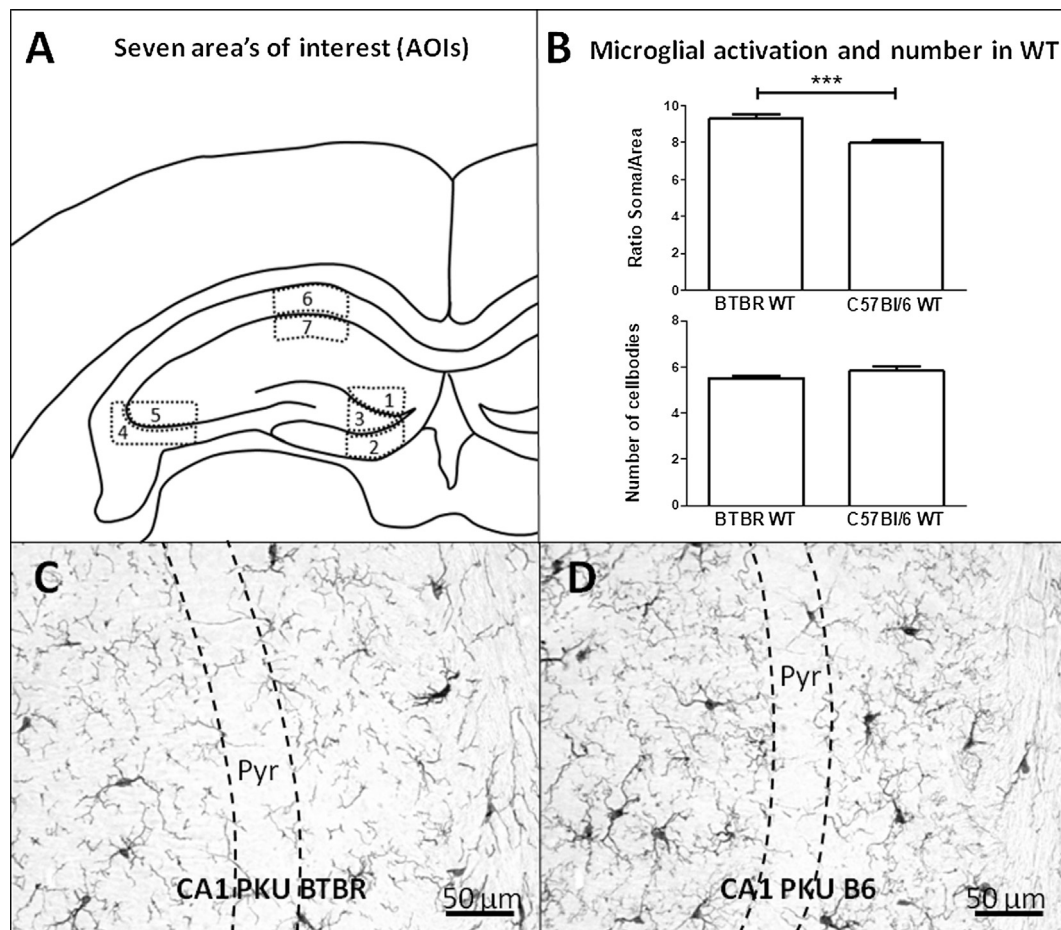 A
Seven area's of interest (AOIs)
6
7
1
3
2
5
4
B
Microglial activation and number in WT
***
Ratio Soma/Area
10
8
6
4
2
0
BTBR WT
C57Bl/6 WT
Number of cellbodies
8
6
4
2
0
BTBR WT
C57Bl/6 WT
C
Pyr
CA1 PKU BTBR
50 µm
D
Pyr
CA1 PKU B6
50 µm